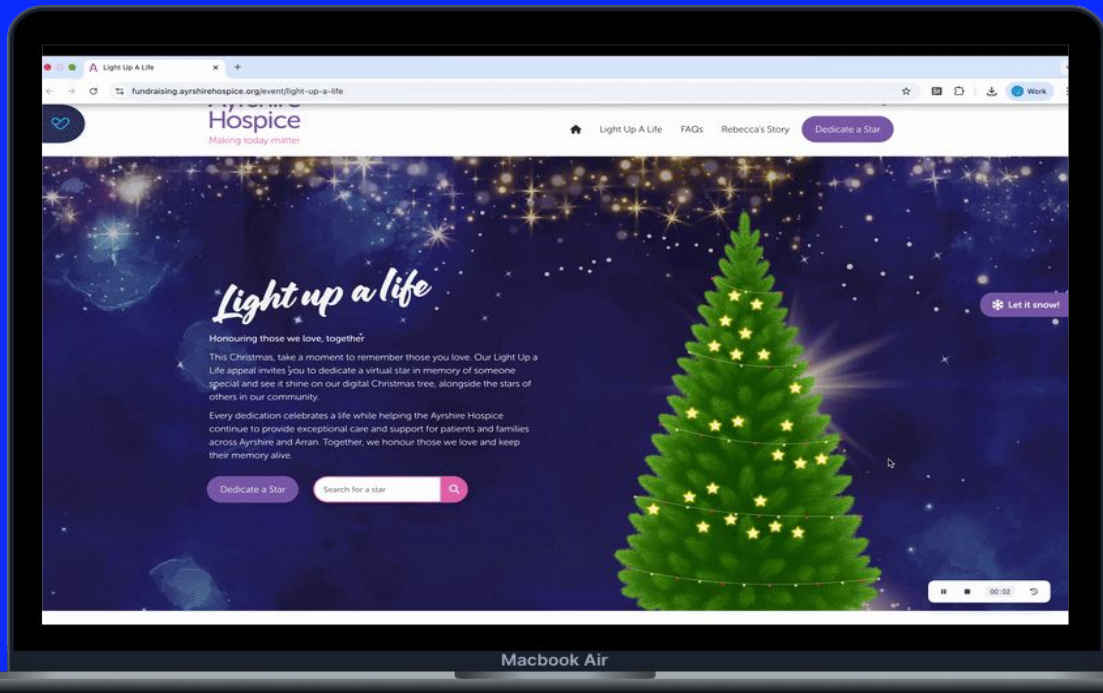 Light Up A Life
fundraising.ayrshirehospice.org/event/light-up-a-life
Work
Hospice
Making today matter
Light Up A Life
FAQs
Rebecca's Story
Dedicate a Star
Light up a life
Honouring those we love, together
This Christmas, take a moment to remember those you love. Our Light Up a
Life appeal invites you to dedicate a virtual star in memory of someone
special and see it shine on our digital Christmas tree, alongside the stars of
others in our community.
Every dedication celebrates a life while helping the Ayrshire Hospice
continue to provide exceptional care and support for patients and families
across Ayrshire and Arran. Together, we honour those we love and keep
their memory alive.
Dedicate a Star
Search for a star
Let it snow!
00:02
Macbook Air